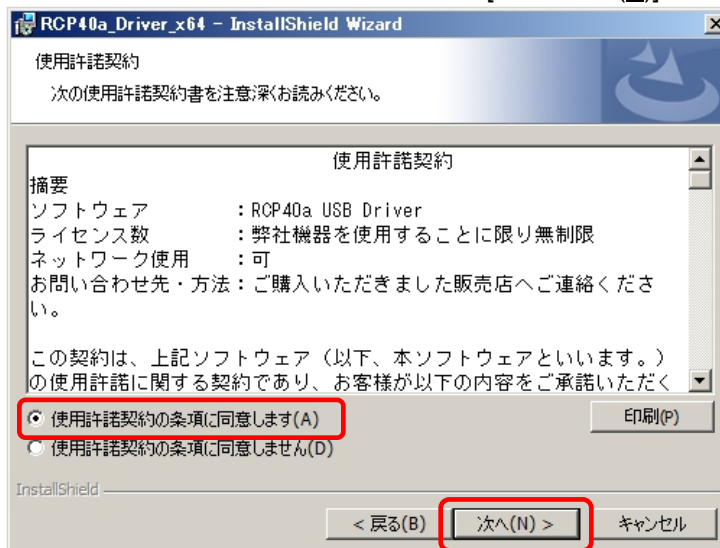 RCP40a_Driver_x64 - InstallShield Wizard
使用許諾契約
次の使用許諾契約書を注意深くお読みください。
使用許諾契約
摘要
ソフトウェア　　　　：RCP40a USB Driver
ライセンス数　　　　：弊社機器を使用することに限り無制限
ネットワーク使用　　：可
お問い合わせ先・方法：ご購入いただきました販売店へご連絡くださ
い。
この契約は、上記ソフトウェア（以下、本ソフトウェアといいます。）
の使用許諾に関する契約であり、お客様が以下の内容をご承諾いただく
使用許諾契約の条項に同意します(A)
印刷(P)
使用許諾契約の条項に同意しません(D)
InstallShield
< 戻る(B)
次へ(N) >
キャンセル